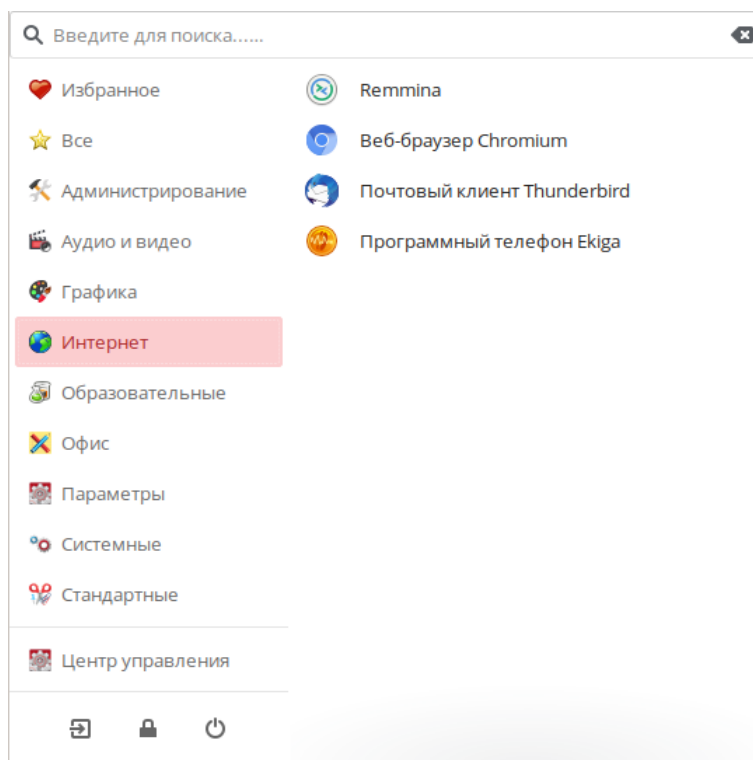 Введите для поиска......
Избранное
Все
Администрирование
Аудио и видео
Графика
Интернет
Образовательные
Офис
Параметры
Системные
Стандартные
Центр управления
Remmina
Веб-браузер Chromium
Почтовый клиент Thunderbird
Программный телефон Ekiga